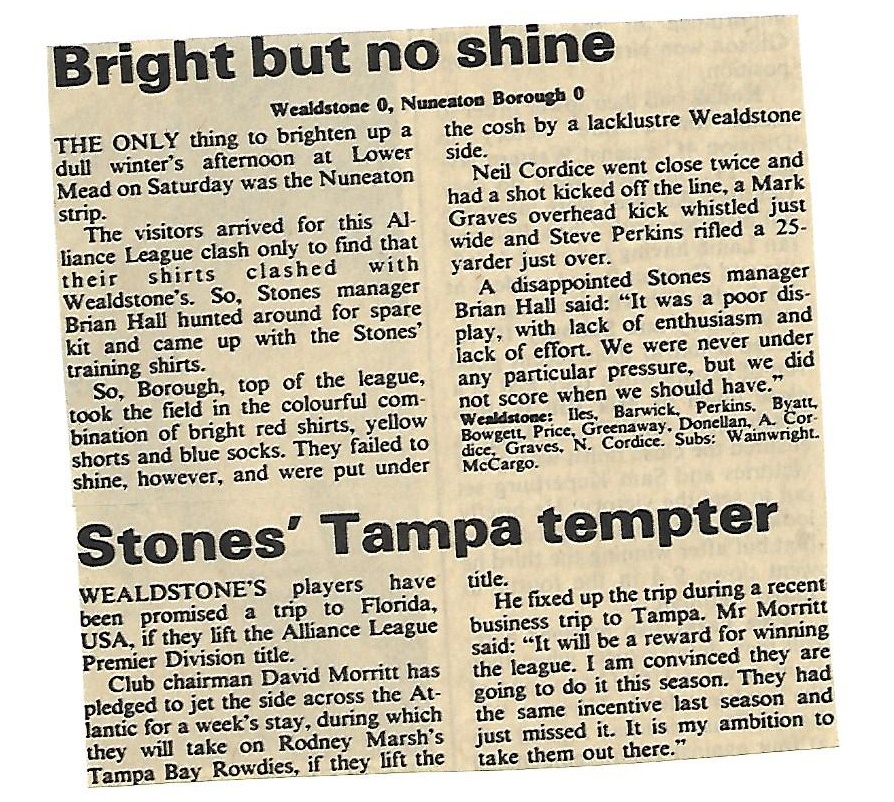 Bright but no shine
Wealdstone 0, Nuneaton Borough 0
THE ONLY thing to brighten up a
dull winter's afternoon at Lower
Mead on Saturday was the Nuneaton
strip.
The visitors arrived for this Al-
liance League clash only to find that
their shirts clashed with
Wealdstone's. So, Stones manager
Brian Hall hunted around for spare
kit and came up with the Stones'
training shirts.
So, Borough, top of the league,
took the field in the colourful com-
bination of bright red shirts, yellow
shorts and blue socks. They failed to
shine, however, and were put under
the cosh by a lacklustre Wealdstone
side.
Neil Cordice went close twice and
had a shot kicked off the line, a Mark
Graves overhead kick whistled just
wide and Steve Perkins rifled a 25-
yarder just over.
A disappointed Stones manager
Brian Hall said: “It was a poor dis-
play, with lack of enthusiasm and
lack of effort. We were never under
any particular pressure, but we did
not score when we should have.”
Wealdstone: Iles, Barwick, Perkins, Byatt,
Bowgett, Price, Greenaway, Donellan, A. Cor-
dice, Graves, N. Cordice. Subs: Wainwright.
McCargo.
Stones' Tampa tempter
WEALDSTONE'S players have
been promised a trip to Florida,
USA, if they lift the Alliance League
Premier Division title.
Club chairman David Morritt has
pledged to jet the side across the At-
lantic for a week's stay, during which
they will take on Rodney Marsh's
Tampa Bay Rowdies, if they lift the
title.
He fixed up the trip during a recent
business trip to Tampa. Mr Morritt
said: “It will be a reward for winning
the league. I am convinced they are
going to do it this season. They had
the same incentive last season and
just missed it. It is my ambition to
take them out there.”